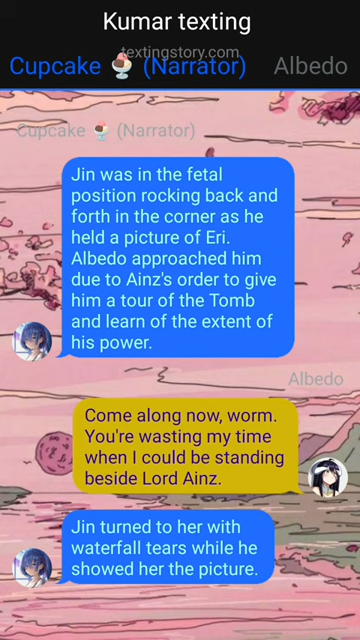 Kumar texting
textingstory.com
Cupcake 🍨 (Narrator) Albedo
Cupcake 🍨 (Narrator)
Jin was in the fetal
position rocking back and
forth in the corner as he
held a picture of Eri.
Albedo approached him
due to Ainz's order to give
him a tour of the Tomb
and learn of the extent of
his power.
Albedo
Come along now, worm.
You're wasting my time
when I could be standing
beside Lord Ainz.
Jin turned to her with
waterfall tears while he
showed her the picture.